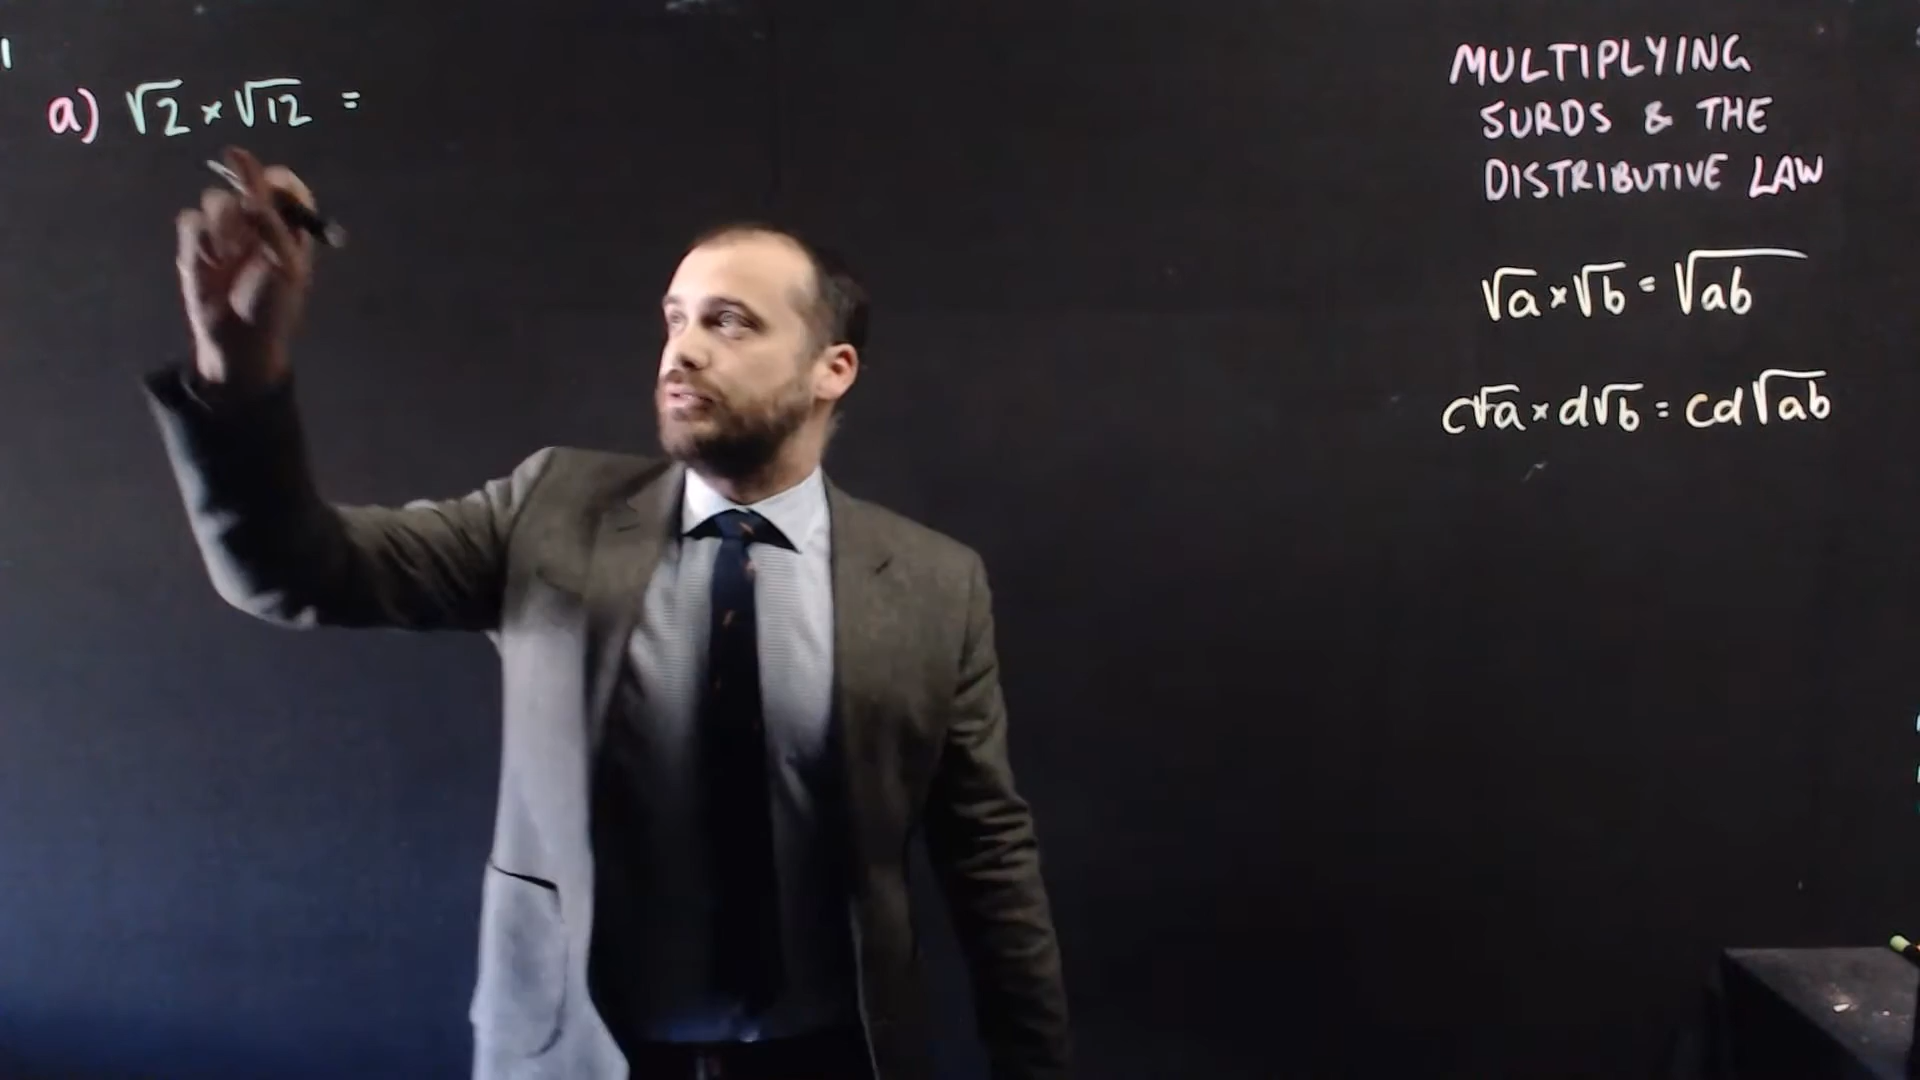 a) √2 × √12 =
MULTIPLYING
SURDS & THE
DISTRIBUTIVE LAW
√a × √b = √ab
c√a × d√b = cd√ab